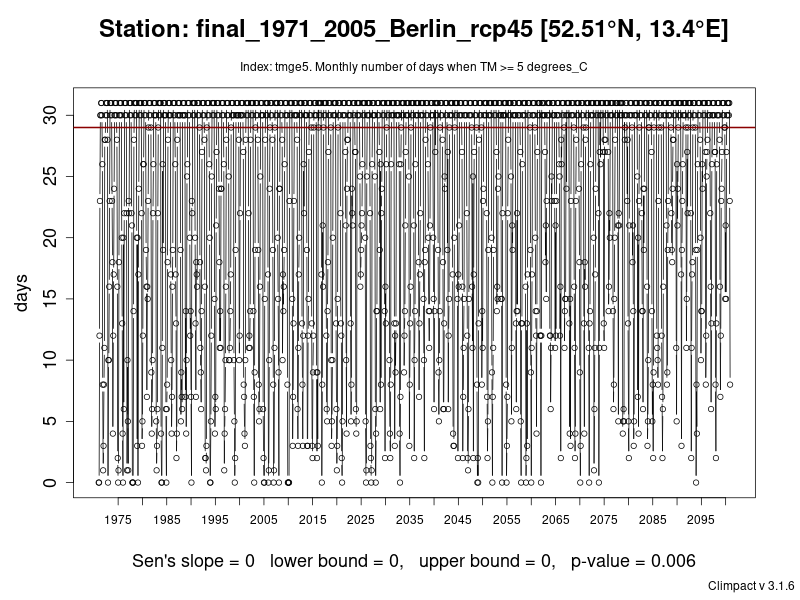 Station: final_1971_2005_Berlin_rcp45 [52.51°N, 13.4°E]
Index: tmge5. Monthly number of days when TM >= 5 degrees_C
30
25
20
15
10
5
0
days
1975 1985 1995 2005 2015 2025 2035 2045 2055 2065 2075 2085 2095
Sen's slope = 0 lower bound = 0, upper bound = 0, p-value = 0.006
Climpact v 3.1.6